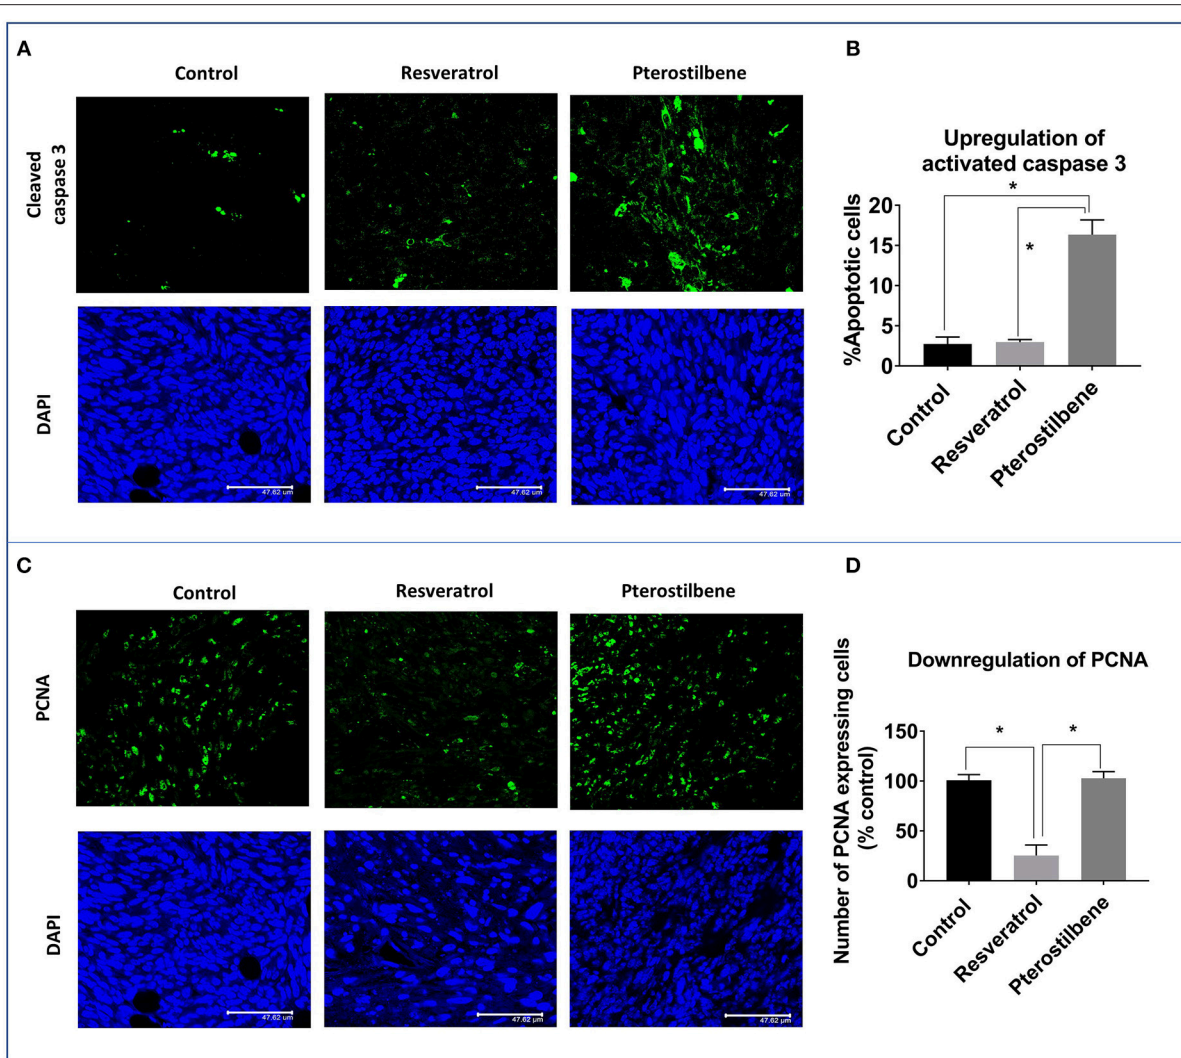 A
Control
Resveratrol
Pterostilbene
Cleaved
caspase 3
DAPI
47.62 um
47.62 um
47.62 um
B
Upregulation of
activated caspase 3
*
*
%Apoptotic cells
20
15
10
5
0
Control
Resveratrol
Pterostilbene
C
Control
Resveratrol
Pterostilbene
PCNA
DAPI
47.62 um
47.62 µm
47.62 µm
D
Downregulation of PCNA
*
*
Number of PCNA expressing cells
(% control)
150
100
50
0
Control
Resveratrol
Pterostilbene